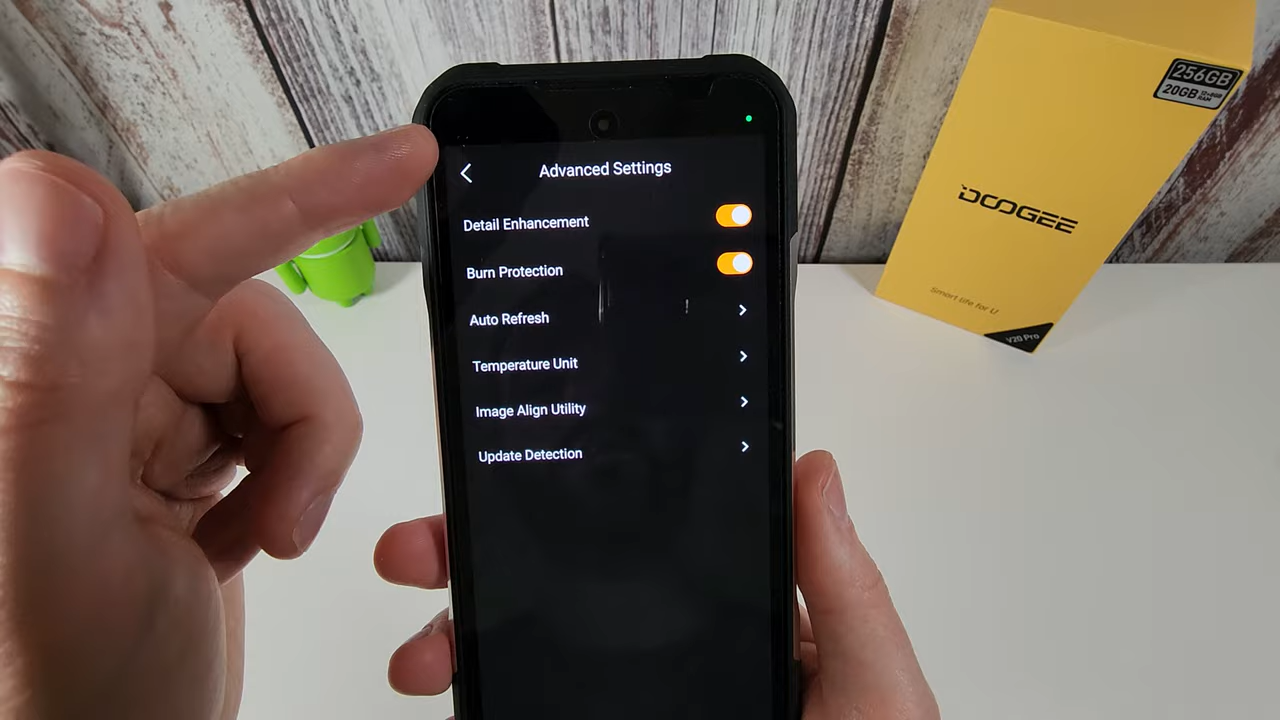 Advanced Settings
Detail Enhancement
Burn Protection
Auto Refresh
Temperature Unit
Image Align Utility
Update Detection
256GB
20GB
RAM
DOOGEE
Smart life for U
V20 Pro